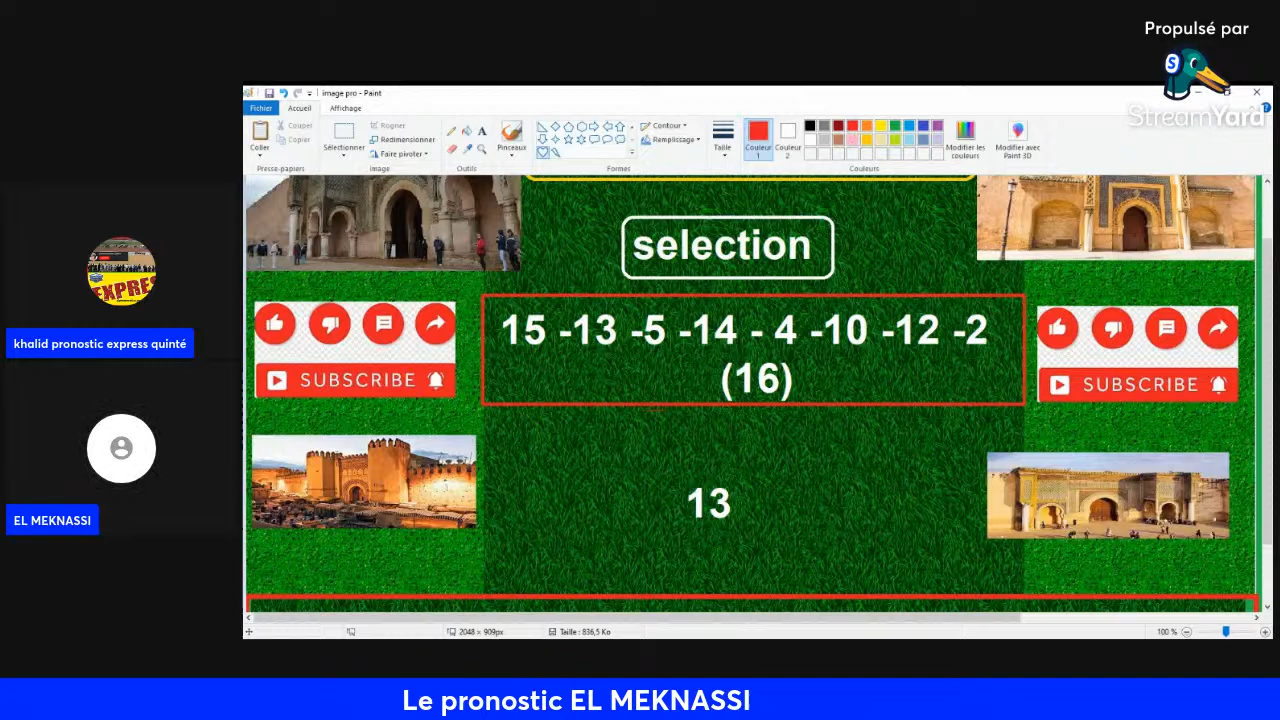 Propulsé par
StreamYard
image pro - Paint
Fichier
Accueil
Affichage
Coller
Couper
Copier
Presse-papiers
Sélectionner
Rogner
Redimensionner
Faire pivoter
Image
A
Outils
Pinceaux
Contour
Remplissage
Formes
Taille
Couleur 1
Couleur 2
Modifier les couleurs
Modifier avec Paint 3D
Couleurs
selection
15 -13 -5 -14 - 4 -10 -12 -2
(16)
SUBSCRIBE
SUBSCRIBE
13
EXPRES
khalid pronostic express quinté
EL MEKNASSI
2048 × 909px
Taille : 836,5 Ko
100 %
Le pronostic EL MEKNASSI